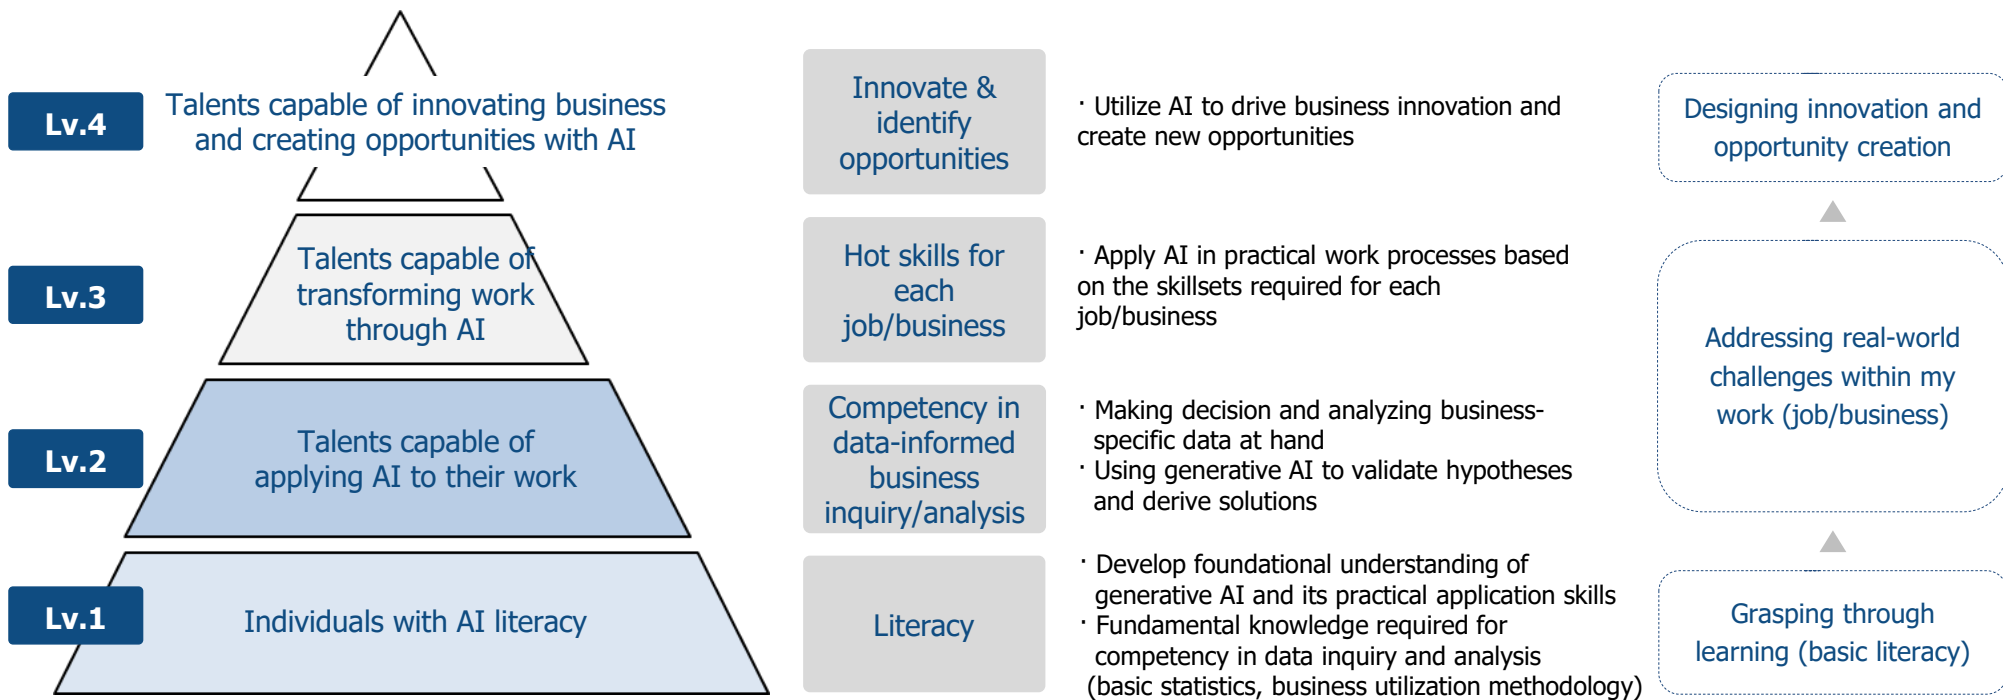 Lv.4
Talents capable of innovating business
and creating opportunities with AI
Innovate &
identify
opportunities
· Utilize AI to drive business innovation and
create new opportunities
Designing innovation and
opportunity creation
Lv.3
Talents capable of
transforming work
through AI
Hot skills for
each
job/business
· Apply AI in practical work processes based
on the skillsets required for each
job/business
Addressing real-world
challenges within my
work (job/business)
Lv.2
Talents capable of
applying AI to their work
Competency in
data-informed
business
inquiry/analysis
· Making decision and analyzing business-
specific data at hand
· Using generative AI to validate hypotheses
and derive solutions
Lv.1
Individuals with AI literacy
Literacy
· Develop foundational understanding of
generative AI and its practical application skills
· Fundamental knowledge required for
competency in data inquiry and analysis
(basic statistics, business utilization methodology)
Grasping through
learning (basic literacy)